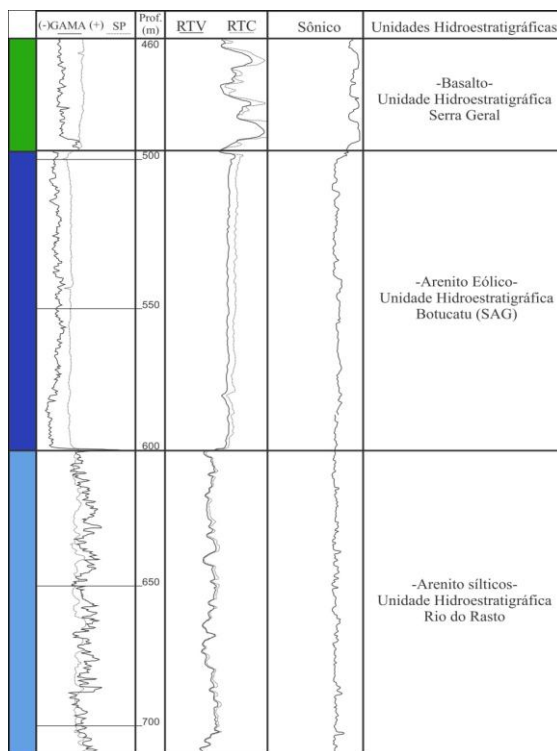 (-)GAMA (+) SP
Prof.
(m)
RTV RTC
Sônico
Unidades Hidroestratigráficas
460
-Basalto-
Unidade Hidroestratigráfica
Serra Geral
500
-Arenito Eólico-
Unidade Hidroestratigráfica
Botucatu (SAG)
550
600
-Arenito sílticos-
Unidade Hidroestratigráfica
Rio do Rasto
650
700